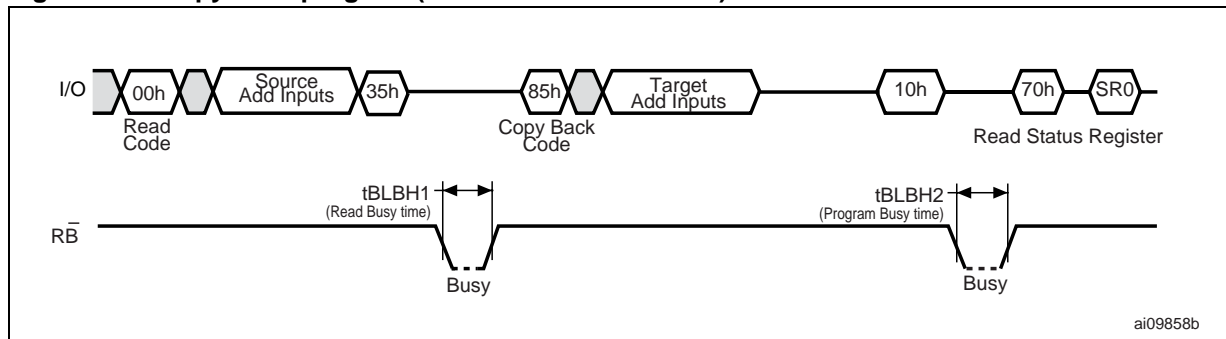 I/O
00h
Source
Add Inputs
35h
85h
Target
Add Inputs
10h
70h
SR0
Read
Code
Copy Back
Code
Read Status Register
tBLBH1
(Read Busy time)
tBLBH2
(Program Busy time)
RB̅
Busy
Busy
ai09858b